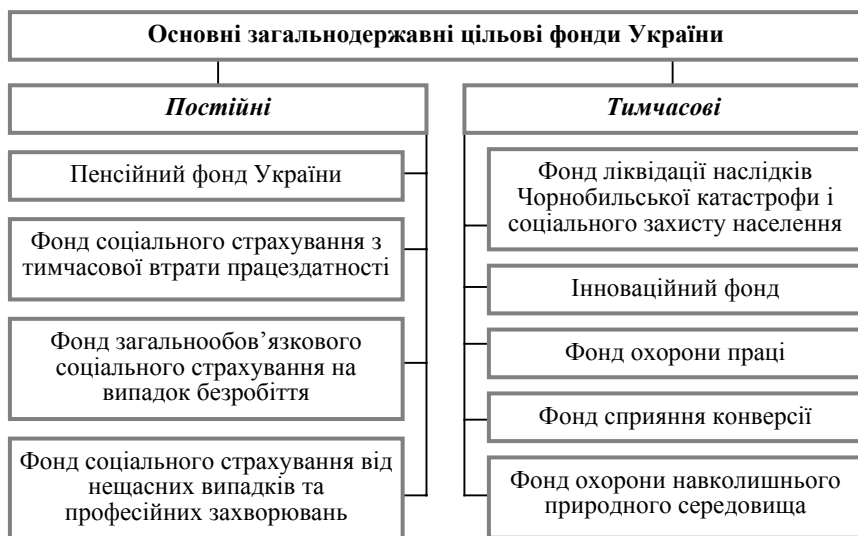 Основні загальнодержавні цільові фонди України
Постійні
Пенсійний фонд України
Фонд соціального страхування з
тимчасової втрати працездатності
Фонд загальнообов’язкового
соціального страхування на
випадок безробіття
Фонд соціального страхування від
нещасних випадків та
професійних захворювань
Тимчасові
Фонд ліквідації наслідків
Чорнобильської катастрофи і
соціального захисту населення
Інноваційний фонд
Фонд охорони праці
Фонд сприяння конверсії
Фонд охорони навколишнього
природного середовища